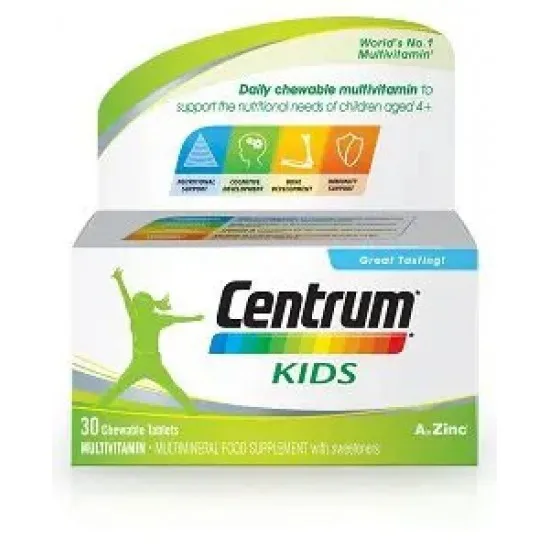 World's No.1
Multivitamin†
Daily chewable multivitamin to
support the nutritional needs of children aged 4+
NUTRITIONAL SUPPORT
COGNITIVE DEVELOPMENT
BONE DEVELOPMENT
IMMUNITY SUPPORT
Great Tasting!
Centrum
KIDS
30 Chewable Tablets
MULTIVITAMIN • MULTIMINERAL FOOD SUPPLEMENT with sweeteners
A to Zinc